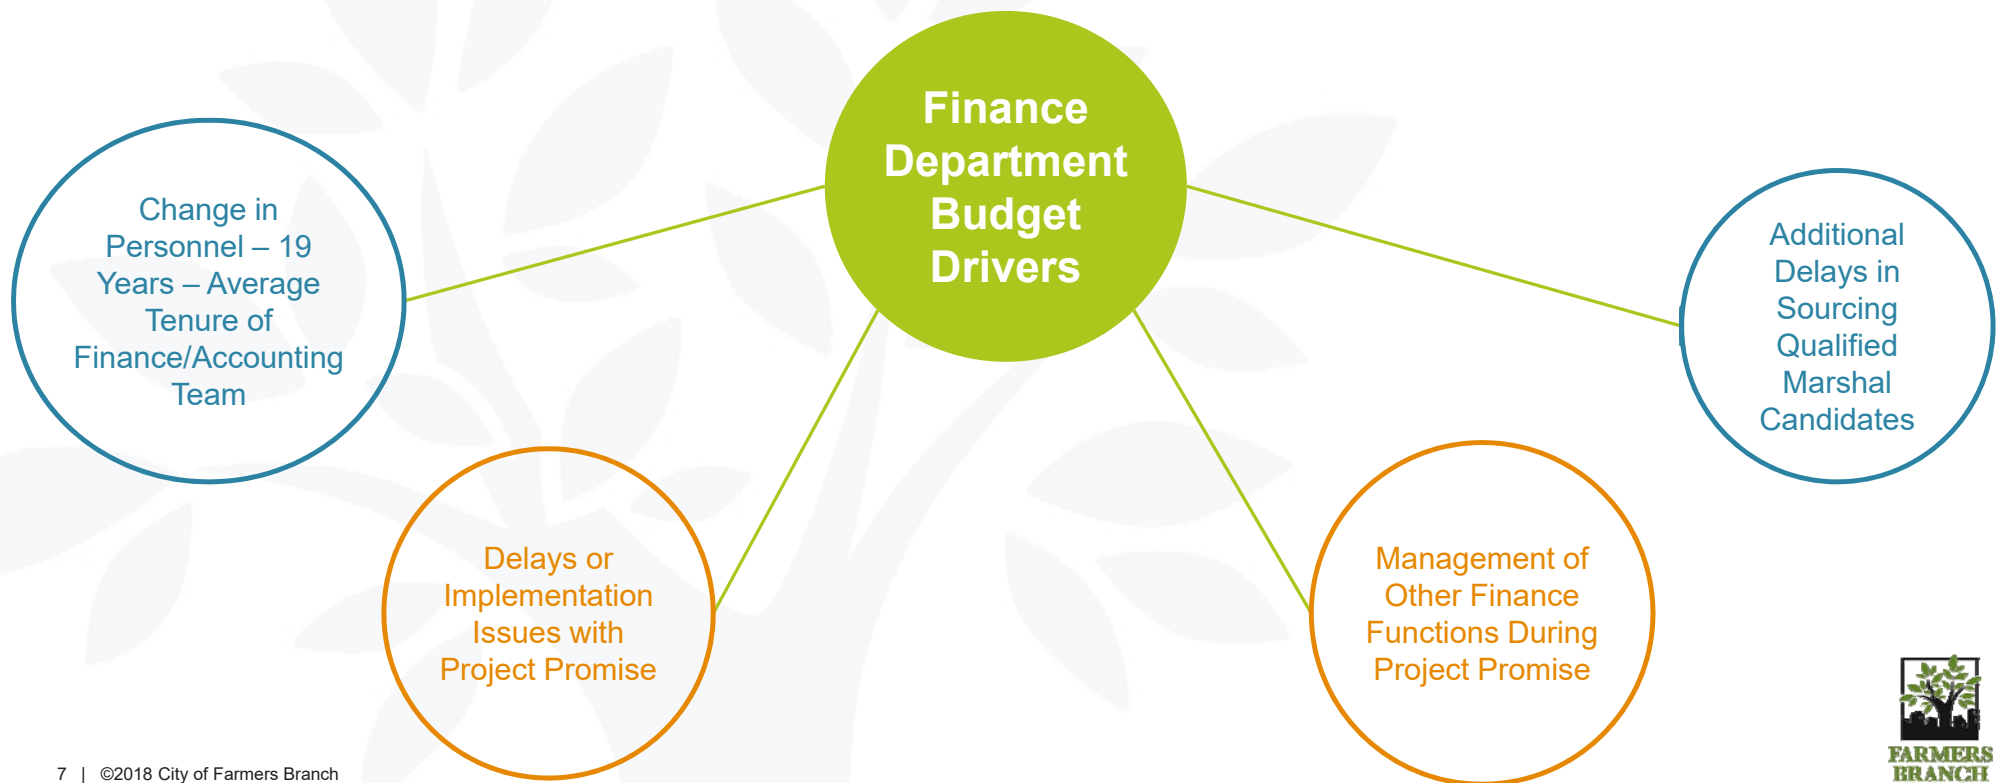 Finance
Department
Budget
Drivers
Change in
Personnel – 19
Years – Average
Tenure of
Finance/Accounting
Team
Additional
Delays in
Sourcing
Qualified
Marshal
Candidates
Delays or
Implementation
Issues with
Project Promise
Management of
Other Finance
Functions During
Project Promise
7 | ©2018 City of Farmers Branch
FARMERS
BRANCH